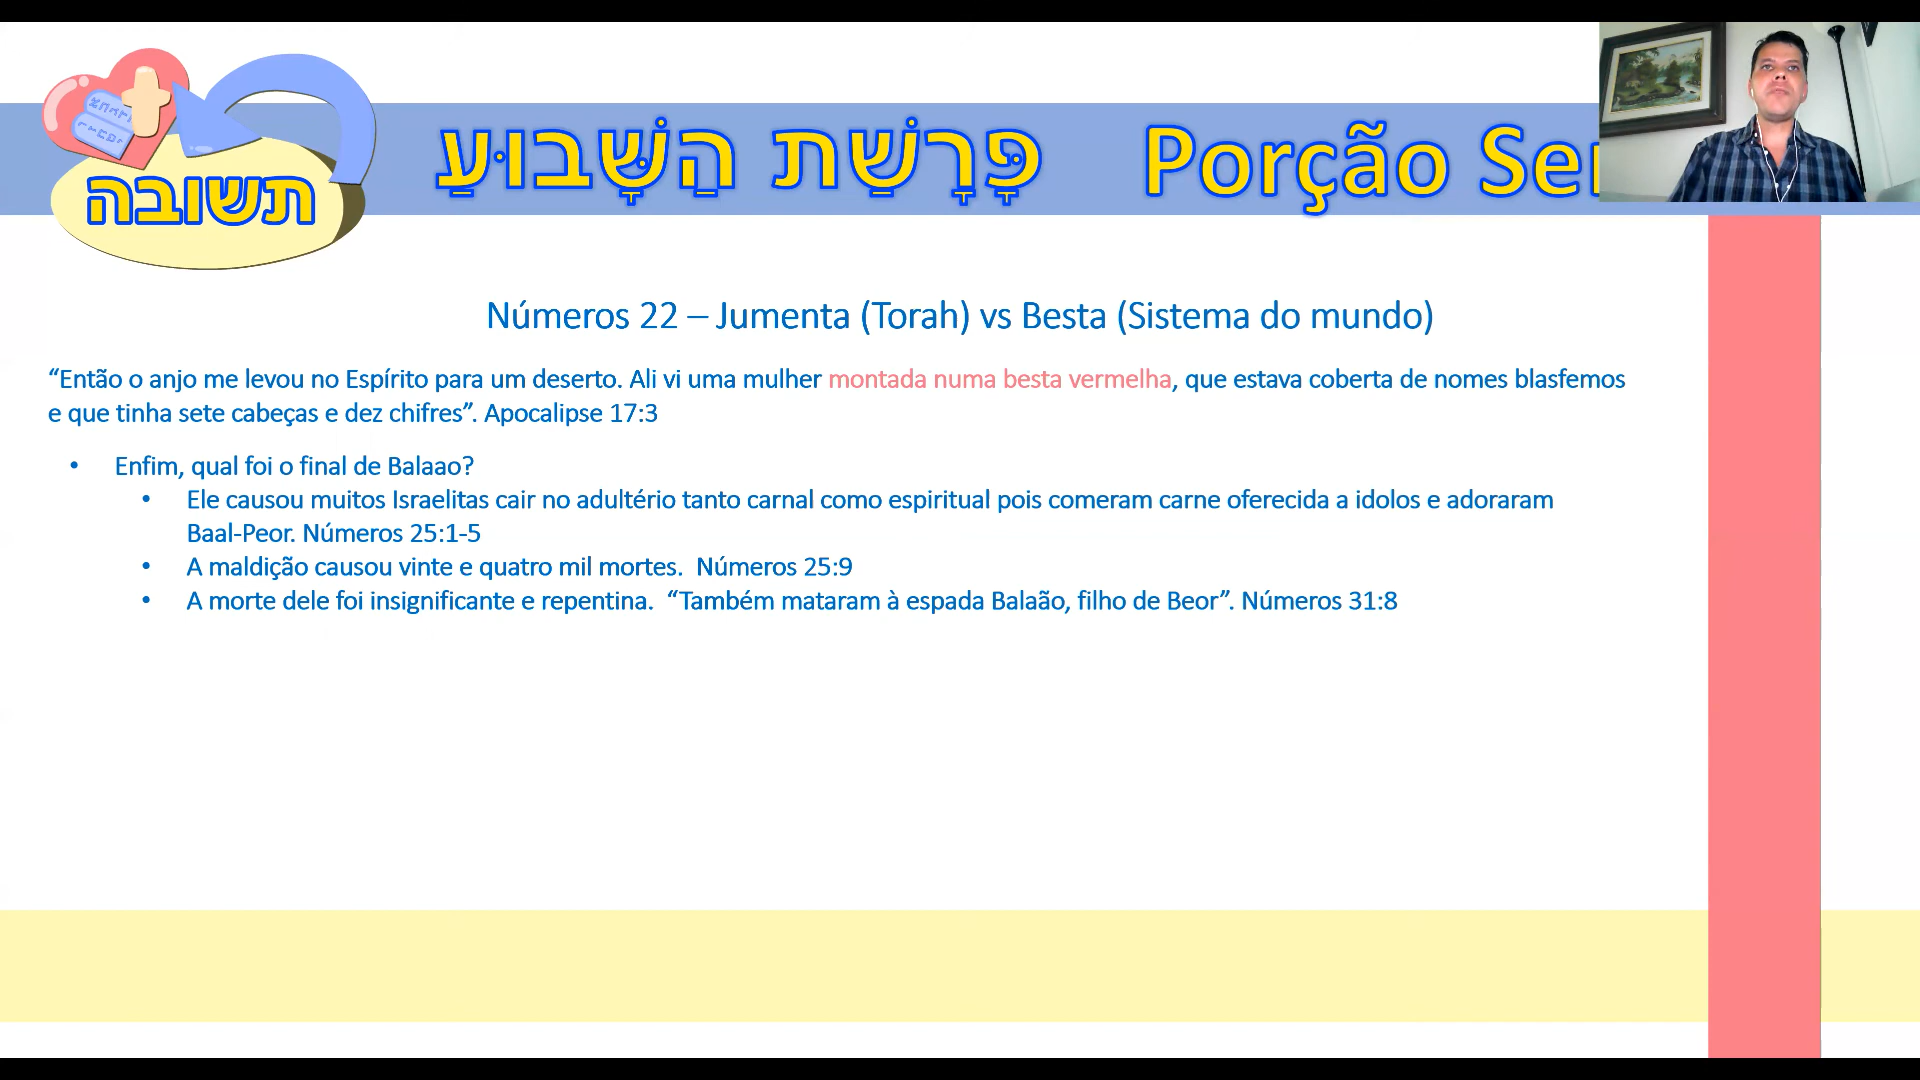 תשובה
פָּרָשַׁת הַשָּׁבוּעַ Porção Se
Números 22 – Jumenta (Torah) vs Besta (Sistema do mundo)
“Então o anjo me levou no Espírito para um deserto. Ali vi uma mulher montada numa besta vermelha, que estava coberta de nomes blasfemos
e que tinha sete cabeças e dez chifres”. Apocalipse 17:3
• Enfim, qual foi o final de Balaao?
• Ele causou muitos Israelitas cair no adultério tanto carnal como espiritual pois comeram carne oferecida a idolos e adoraram
Baal-Peor. Números 25:1-5
• A maldição causou vinte e quatro mil mortes. Números 25:9
• A morte dele foi insignificante e repentina. “Também mataram à espada Balaão, filho de Beor”. Números 31:8